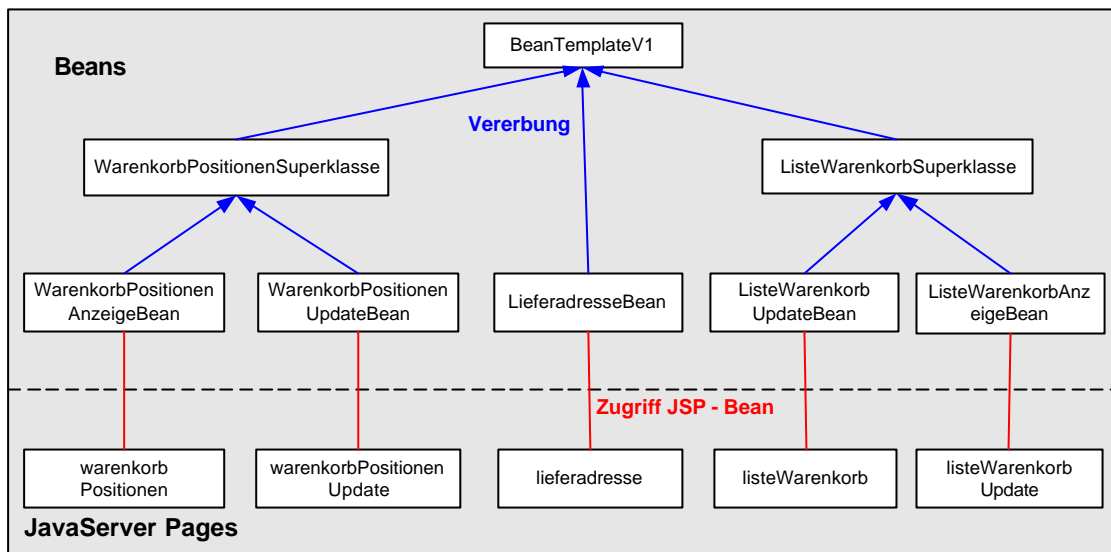 BeanTemplateV1
Beans
Vererbung
WarenkorbPositionenSuperklasse
ListeWarenkorbSuperklasse
WarenkorbPositionen
AnzeigeBean
WarenkorbPositionen
UpdateBean
LieferadresseBean
ListeWarenkorb
UpdateBean
ListeWarenkorbAnz
eigeBean
Zugriff JSP - Bean
warenkorb
Positionen
warenkorbPositionen
Update
lieferadresse
listeWarenkorb
listeWarenkorb
Update
JavaServer Pages